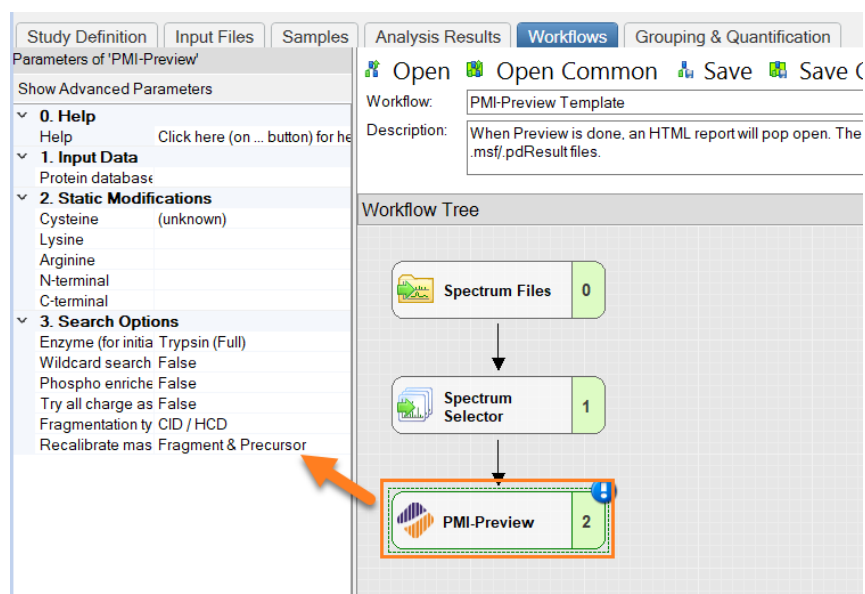 Study Definition Input Files Samples Analysis Results Workflows Grouping & Quantification
Parameters of 'PMI-Preview'
Show Advanced Parameters
0. Help
Help Click here (on ... button) for he
1. Input Data
Protein database
2. Static Modifications
Cysteine (unknown)
Lysine
Arginine
N-terminal
C-terminal
3. Search Options
Enzyme (for initia Trypsin (Full)
Wildcard search False
Phospho enriche False
Try all charge as False
Fragmentation ty CID / HCD
Recalibrate mas Fragment & Precursor
Open Open Common Save Save C
Workflow: PMI-Preview Template
Description: When Preview is done, an HTML report will pop open. The
.msf/.pdResult files.
Workflow Tree
Spectrum Files 0
Spectrum
Selector 1
PMI-Preview 2